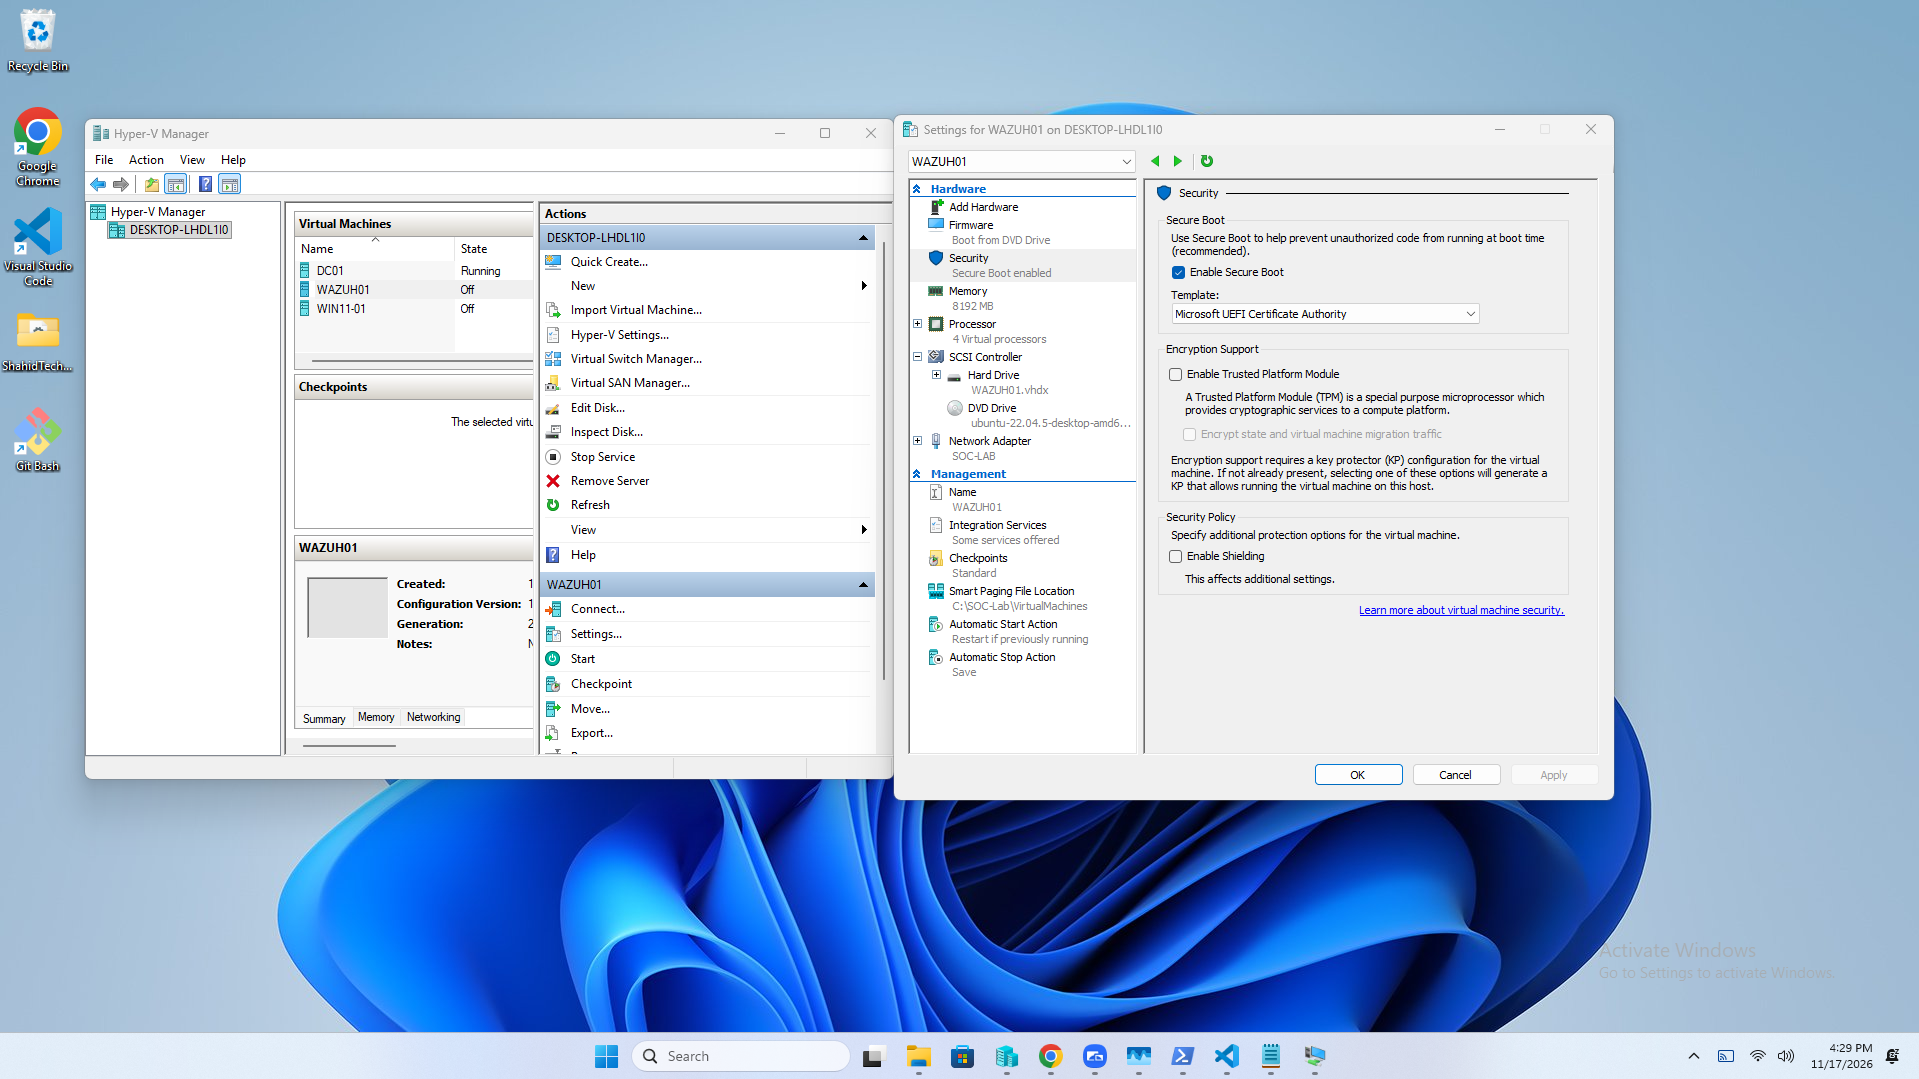 Recycle Bin
Google
Chrome
Visual Studio
Code
ShahidTech...
Git Bash
Hyper-V Manager
File Action View Help
Hyper-V Manager
DESKTOP-LHDL1I0
Virtual Machines
Name State
DC01 Running
WAZUH01 Off
WIN11-01 Off
Checkpoints
The selected virtu
WAZUH01
Created: 1
Configuration Version: 1
Generation: 2
Notes: N
Summary Memory Networking
Actions
DESKTOP-LHDL1I0
Quick Create...
New
Import Virtual Machine...
Hyper-V Settings...
Virtual Switch Manager...
Virtual SAN Manager...
Edit Disk...
Inspect Disk...
Stop Service
Remove Server
Refresh
View
Help
WAZUH01
Connect...
Settings...
Start
Checkpoint
Move...
Export...
Settings for WAZUH01 on DESKTOP-LHDL1I0
WAZUH01
Hardware
Add Hardware
Firmware
Boot from DVD Drive
Security
Secure Boot enabled
Memory
8192 MB
Processor
4 Virtual processors
SCSI Controller
Hard Drive
WAZUH01.vhdx
DVD Drive
ubuntu-22.04.5-desktop-amd6...
Network Adapter
SOC-LAB
Management
Name
WAZUH01
Integration Services
Some services offered
Checkpoints
Standard
Smart Paging File Location
C:\SOC-Lab\VirtualMachines
Automatic Start Action
Restart if previously running
Automatic Stop Action
Save
Security
Secure Boot
Use Secure Boot to help prevent unauthorized code from running at boot time
(recommended).
Enable Secure Boot
Template:
Microsoft UEFI Certificate Authority
Encryption Support
Enable Trusted Platform Module
A Trusted Platform Module (TPM) is a special purpose microprocessor which
provides cryptographic services to a compute platform.
Encrypt state and virtual machine migration traffic
Encryption support requires a key protector (KP) configuration for the virtual
machine. If not already present, selecting one of these options will generate a
KP that allows running the virtual machine on this host.
Security Policy
Specify additional protection options for the virtual machine.
Enable Shielding
This affects additional settings.
Learn more about virtual machine security.
OK Cancel Apply
Activate Windows
Go to Settings to activate Windows.
Search
4:29 PM
11/17/2026